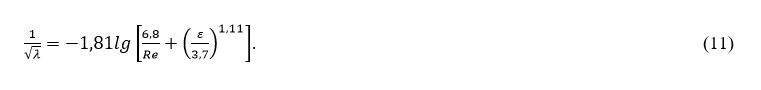 1/√λ = −1,81lg [6,8/Re + (ε/3,7)^1,11]. (11)